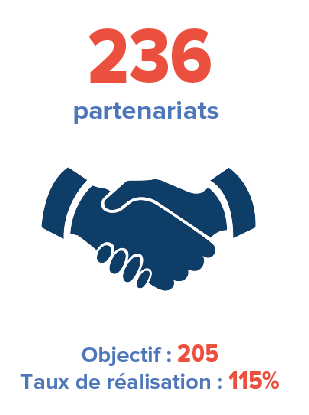 236
partenariats
Objectif : 205
Taux de réalisation : 115%